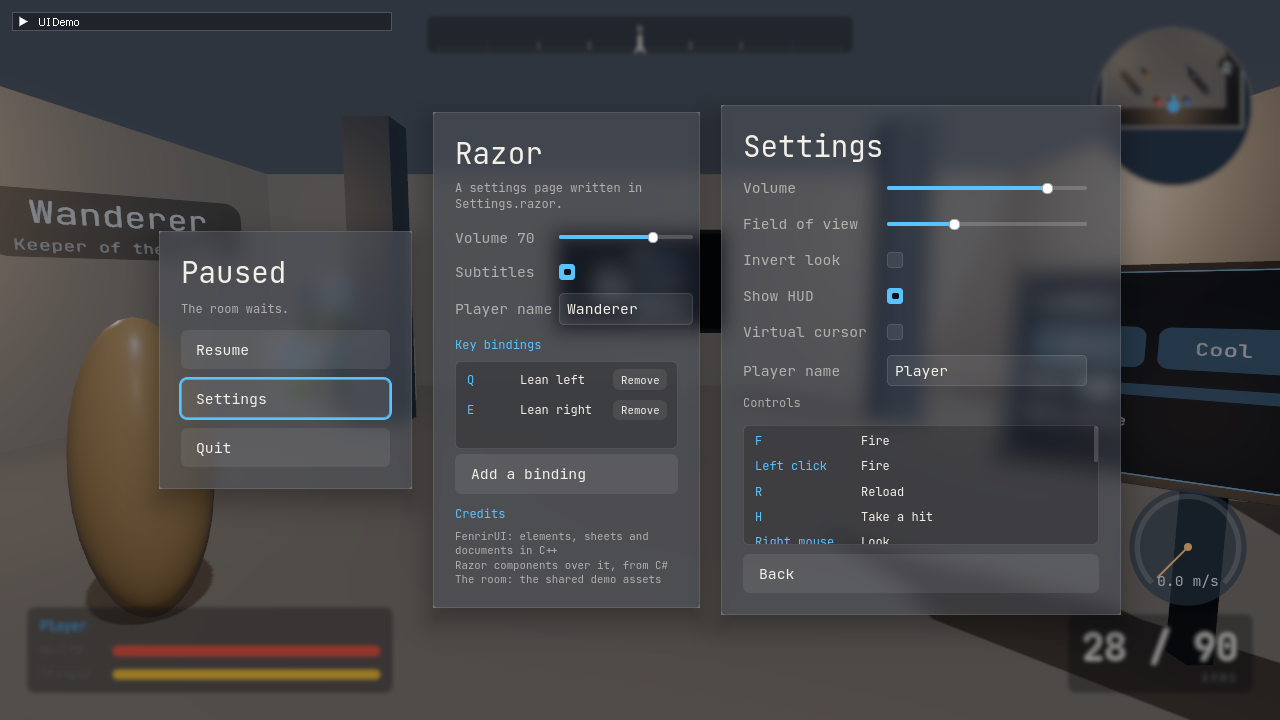 UIDemo
Wanderer
Keeper of the
Paused
The room waits.
Resume
Settings
Quit
Razor
A settings page written in
Settings.razor.
Volume 70
Subtitles
Player name
Wanderer
Key bindings
Q Lean left Remove
E Lean right Remove
Add a binding
Credits
FenrirUI: elements, sheets and
documents in C++
Razor components over it, from C#
The room: the shared demo assets
Settings
Volume
Field of view
Invert look
Show HUD
Virtual cursor
Player name
Player
Controls
F Fire
Left click Fire
R Reload
H Take a hit
Right mouse Look
Back
Cool
0.0 m/s
Player
28 / 90
AMMO